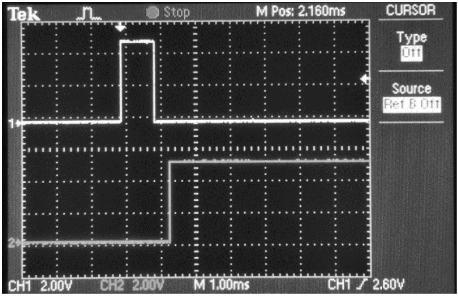 Tek Stop M Pos: 2.160ms CURSOR
Type
Off
Source
Ref B Off
1
2
CH1 2.00V CH2 2.00V M 1.00ms CH1 2.60V